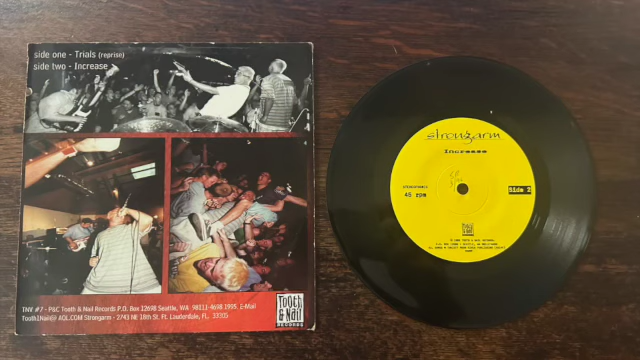 side one - Trials (reprise)
side two - Increase
TNV #7 - P&C Tooth & Nail Records P.O. Box 12698 Seattle, WA 98111-4698 1995. E-Mail
Tooth1Nail@ AOL.COM Strongarm - 2743 NE 18th St. Ft. Lauderdale, FL. 33305
Tooth
& Nail
RECORDS
strongarm
Increase
45 RPM
Side 2